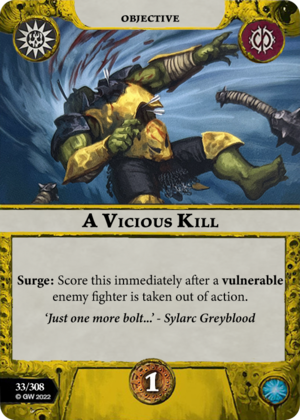 OBJECTIVE
A VICIOUS KILL
Surge: Score this immediately after a vulnerable
enemy fighter is taken out of action.
‘Just one more bolt...’ - Sylarc Greyblood
33/308
© GW 2022
1